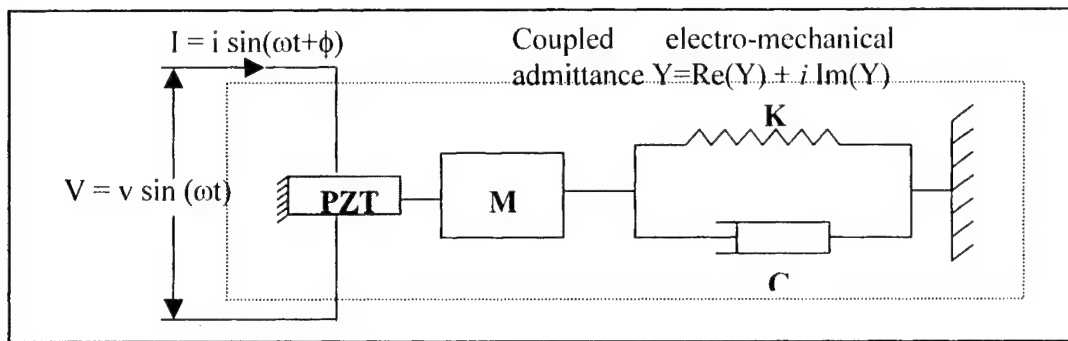 I = i sin(ωt+ϕ)
Coupled electro-mechanical
admittance Y=Re(Y) + i Im(Y)
K
V = v sin (ωt)
PZT
M
C